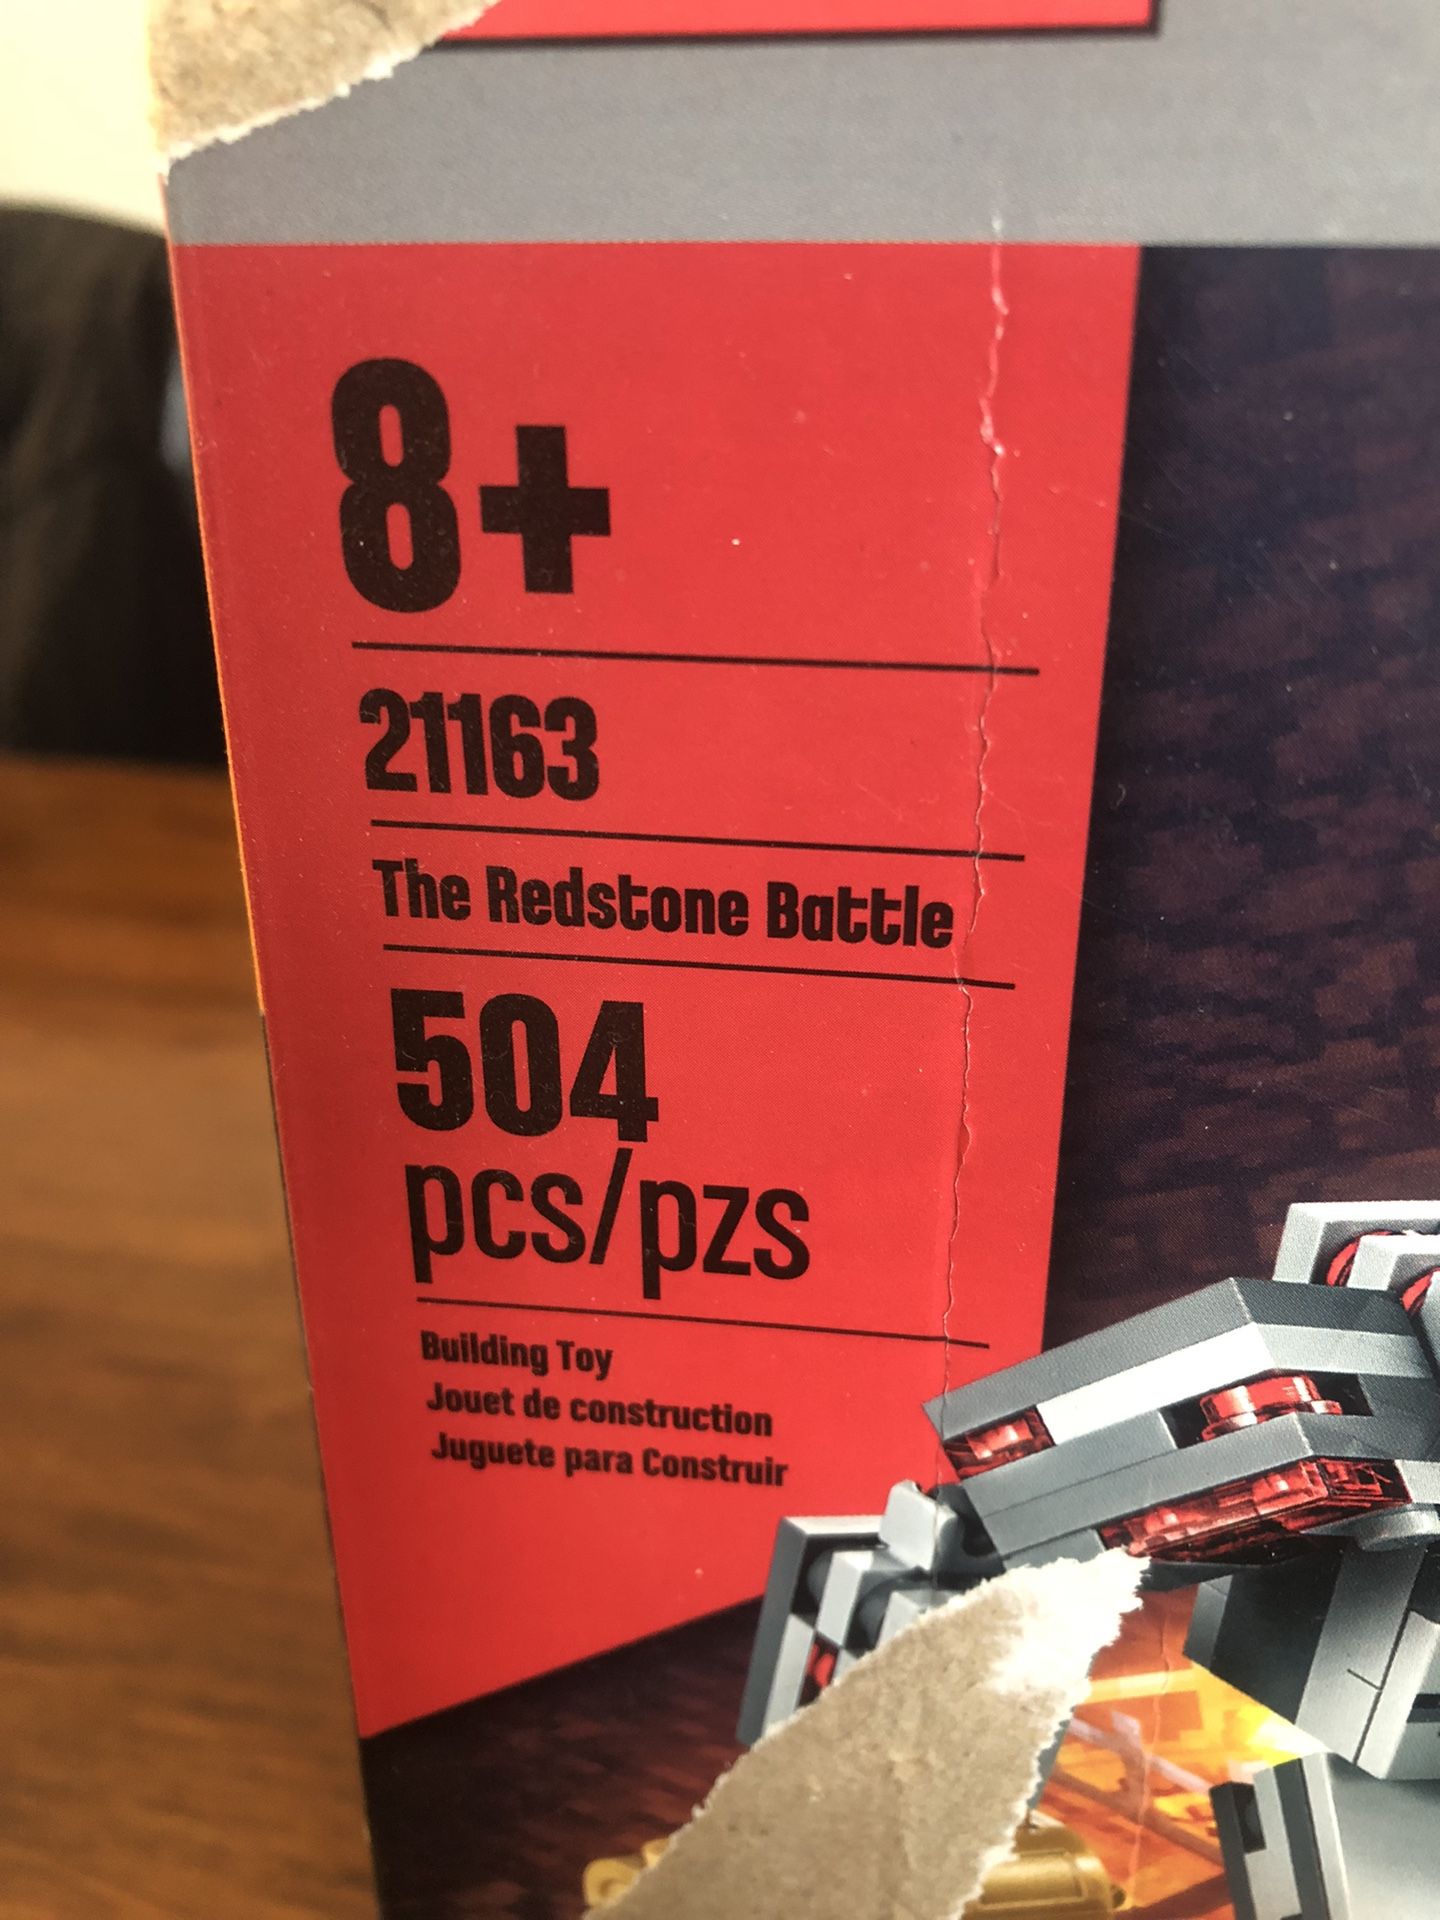 8+
21163
The Redstone Battle
504
pcs/pzs
Building Toy
Jouet de construction
Juguete para Construir